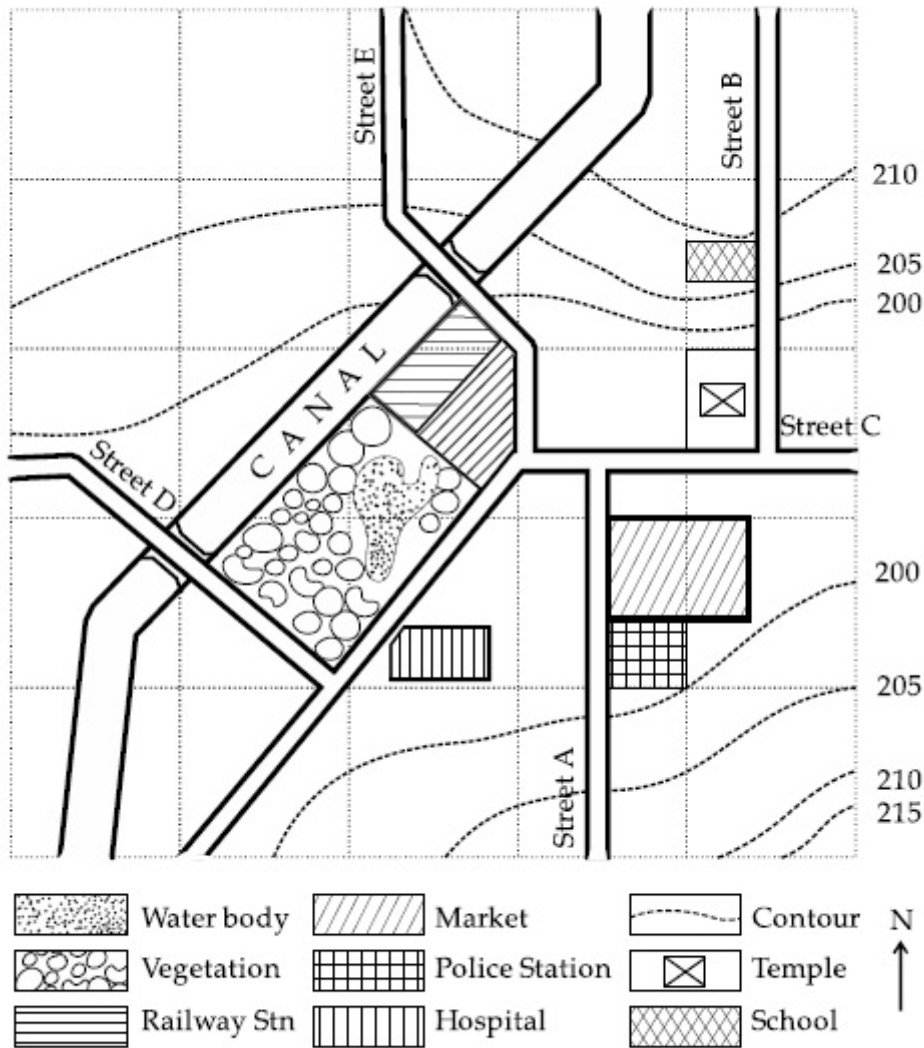 Street E
Street B
210
205
200
CANAL
Street C
Street D
200
205
Street A
210
215
Water body
Market
Contour
N
Vegetation
Police Station
Temple
Railway Stn
Hospital
School